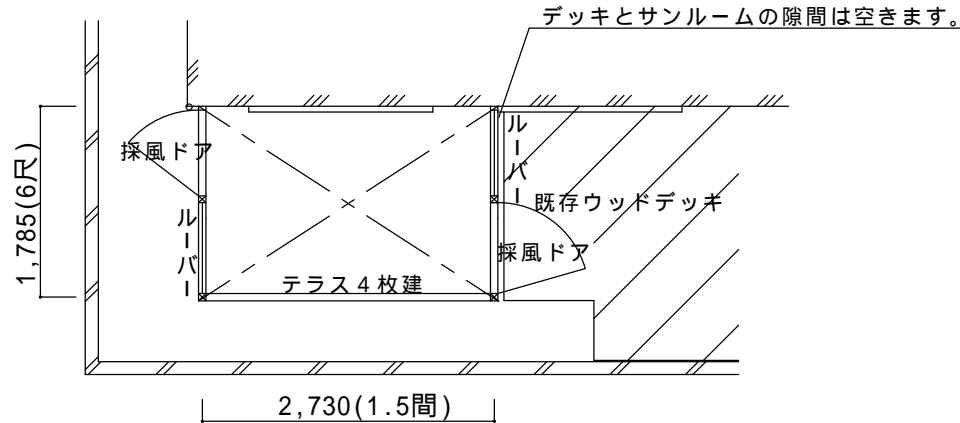 デッキとサンルームの隙間は空きます。
採風ドア
ルーバー
既存ウッドデッキ
ルーバー
採風ドア
テラス４枚建
1,785(6尺)
2,730(1.5間)